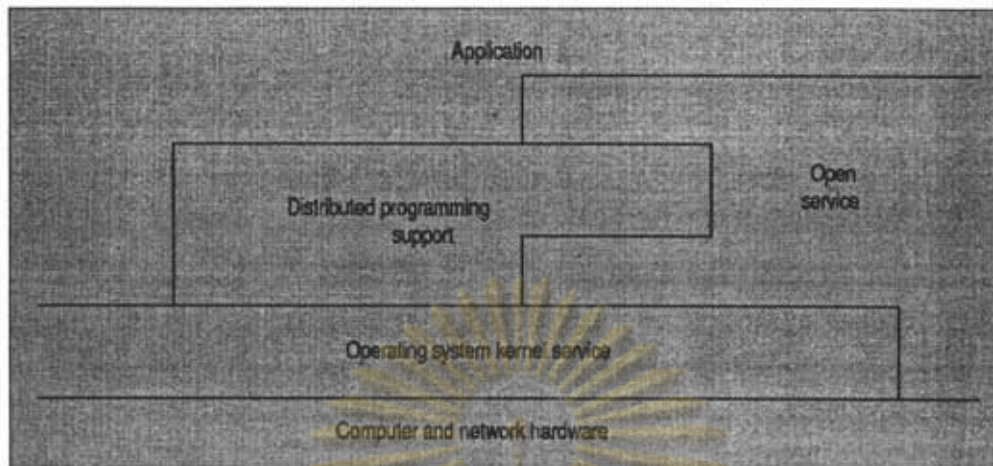 Application
Open
service
Distributed programming
support
Operating system kernel service
Computer and network hardware